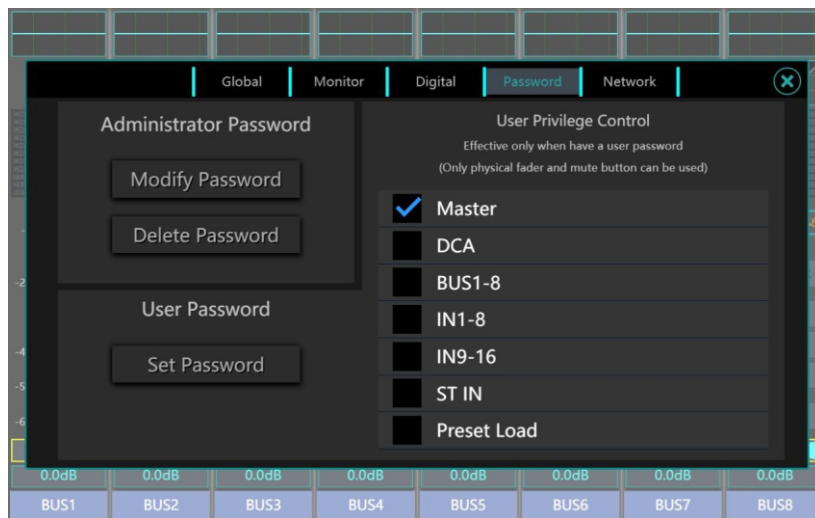 Global Monitor Digital Password Network
Administrator Password
Modify Password
Delete Password
User Password
Set Password
User Privilege Control
Effective only when have a user password
(Only physical fader and mute button can be used)
Master
DCA
BUS1-8
IN1-8
IN9-16
ST IN
Preset Load
0.0dB 0.0dB 0.0dB 0.0dB 0.0dB 0.0dB 0.0dB 0.0dB
BUS1 BUS2 BUS3 BUS4 BUS5 BUS6 BUS7 BUS8